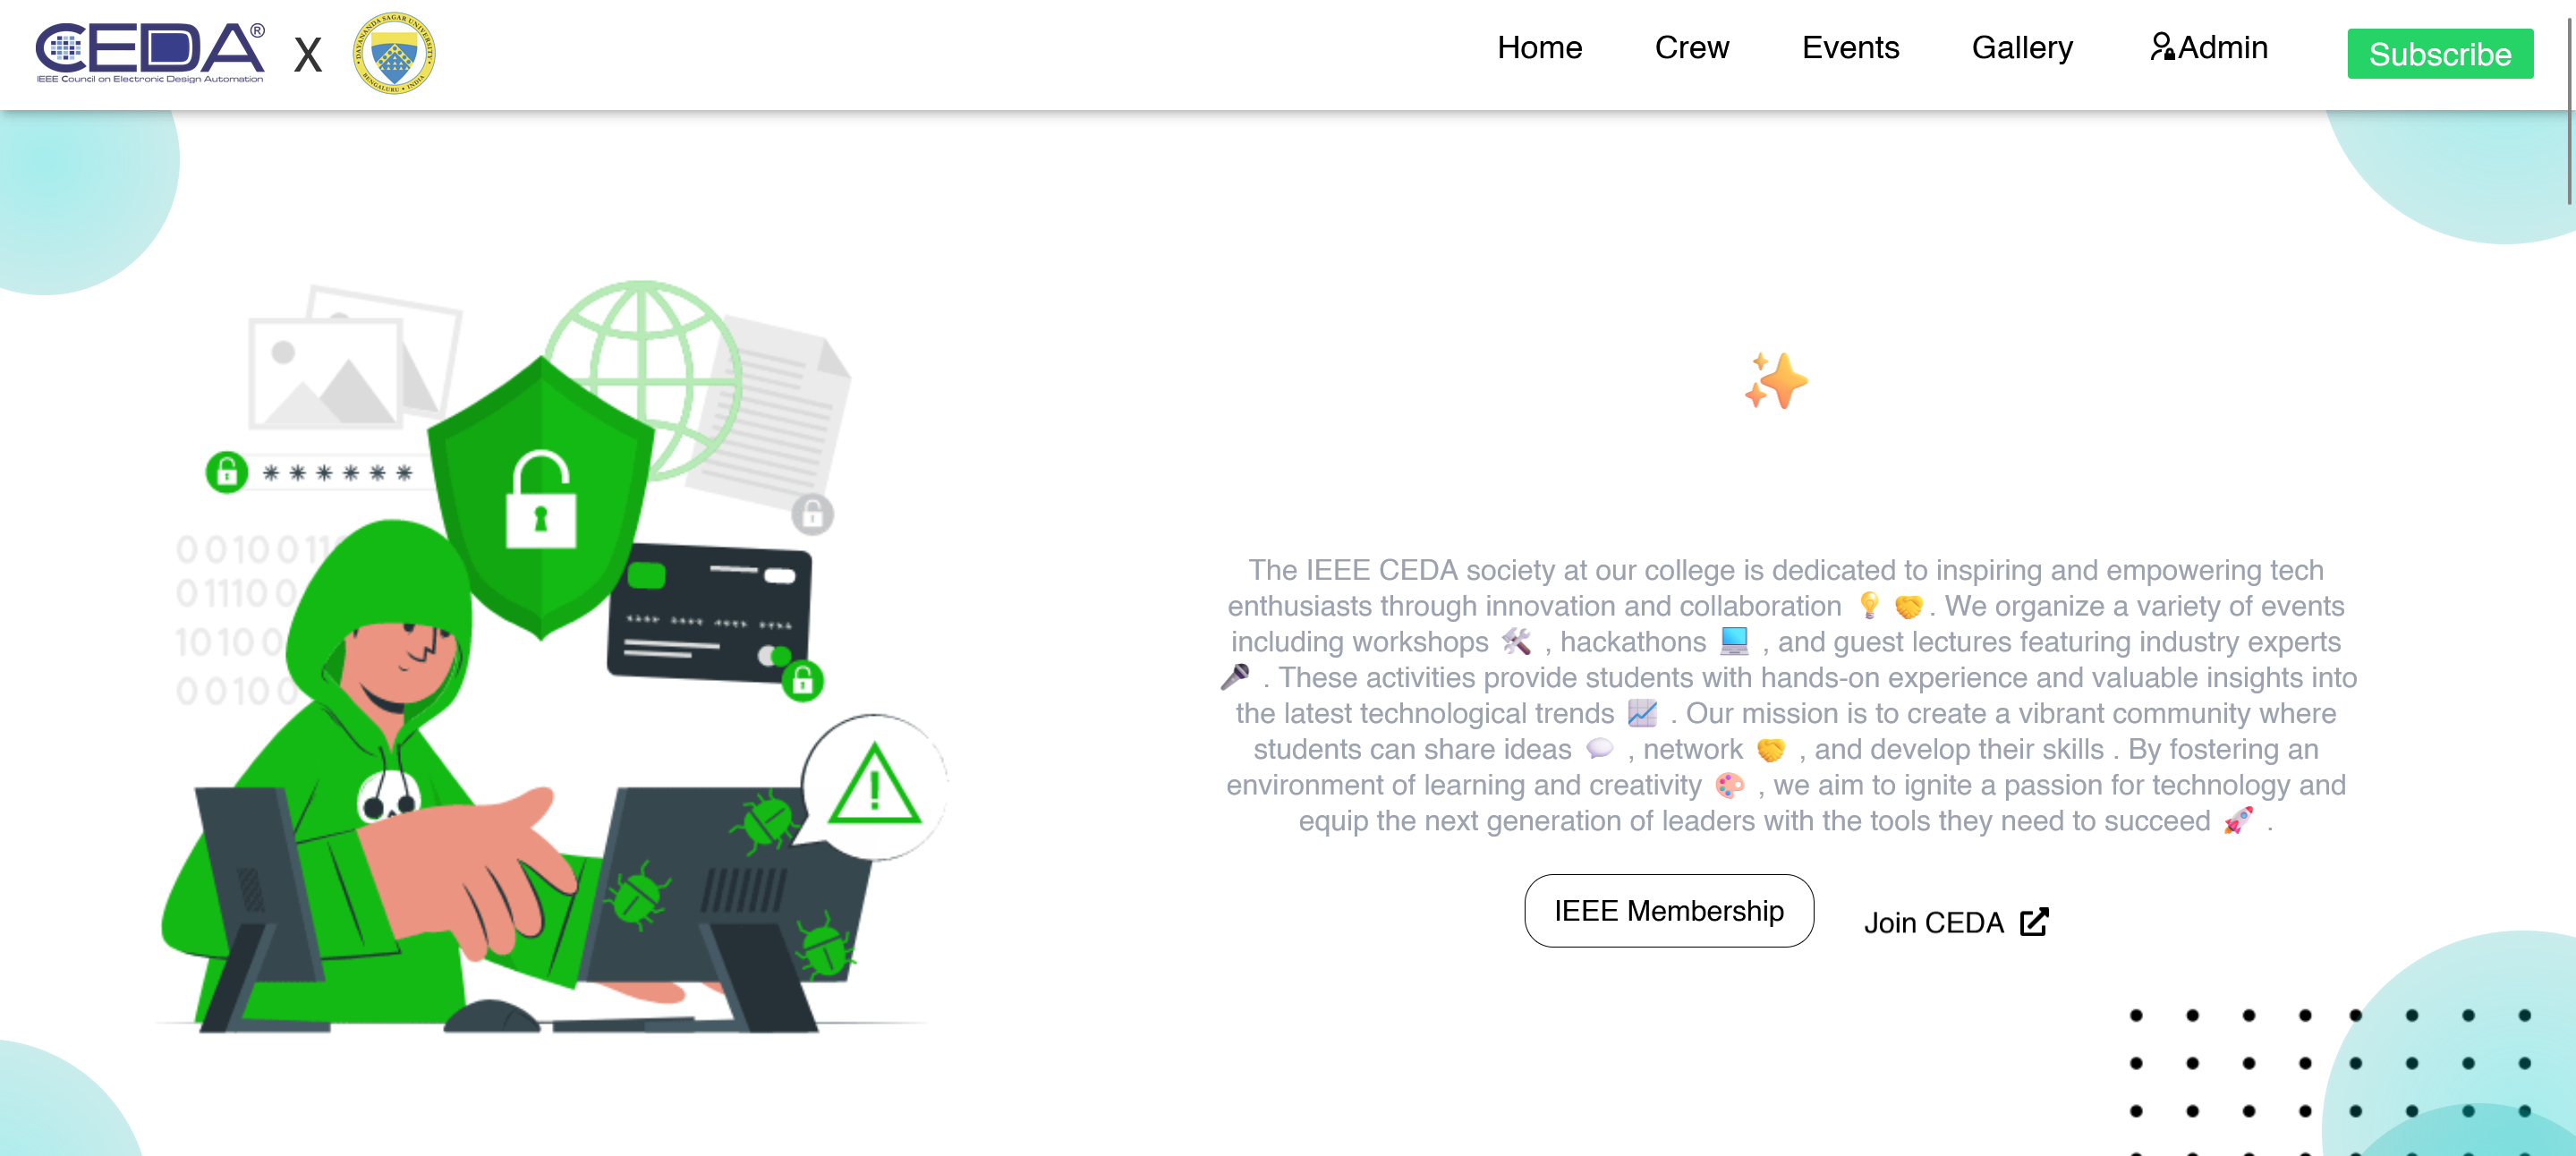 CEDA®
IEEE Council on Electronic Design Automation
X
DAYANANDA SAGAR UNIVERSITY
BENGALURU • INDIA
Home
Crew
Events
Gallery
Admin
Subscribe
✨
******
0010011
01110 0
10100
00100
The IEEE CEDA society at our college is dedicated to inspiring and empowering tech
enthusiasts through innovation and collaboration 💡 🤝. We organize a variety of events
including workshops 🛠️ , hackathons 💻 , and guest lectures featuring industry experts
🎤 . These activities provide students with hands-on experience and valuable insights into
the latest technological trends 📈 . Our mission is to create a vibrant community where
students can share ideas 💬 , network 🤝 , and develop their skills . By fostering an
environment of learning and creativity 🎨 , we aim to ignite a passion for technology and
equip the next generation of leaders with the tools they need to succeed 🚀 .
IEEE Membership
Join CEDA